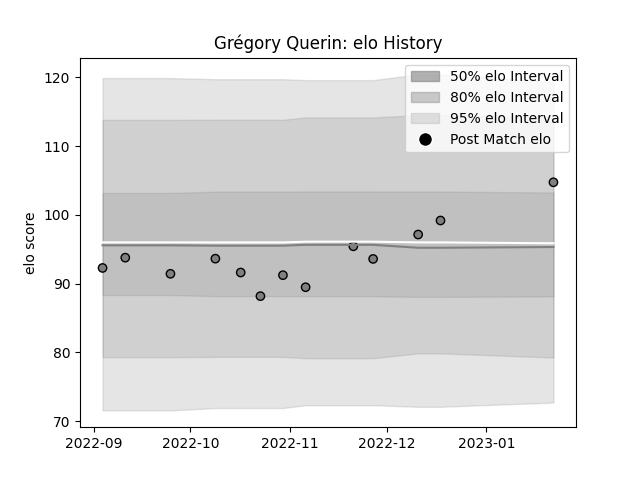 Grégory Querin: elo History
120
110
100
90
80
70
elo score
50% elo Interval
80% elo Interval
95% elo Interval
Post Match elo
2022-09
2022-10
2022-11
2022-12
2023-01